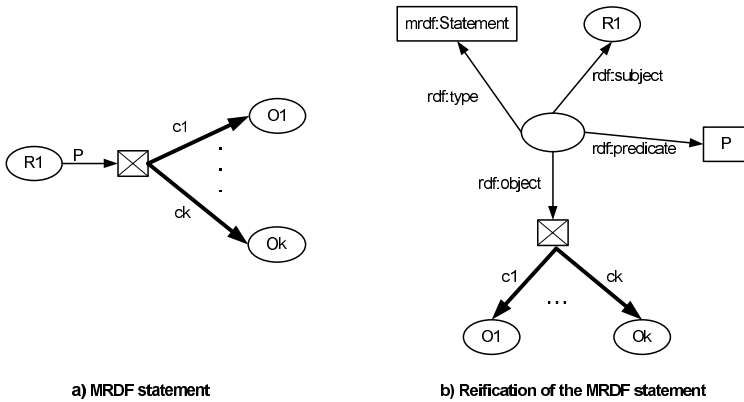 R1
P
c1
ck
O1
.
.
.
Ok
a) MRDF statement
mrdf:Statement
R1
rdf:type
rdf:subject
rdf:predicate
P
rdf:object
c1
ck
...
O1
Ok
b) Reification of the MRDF statement